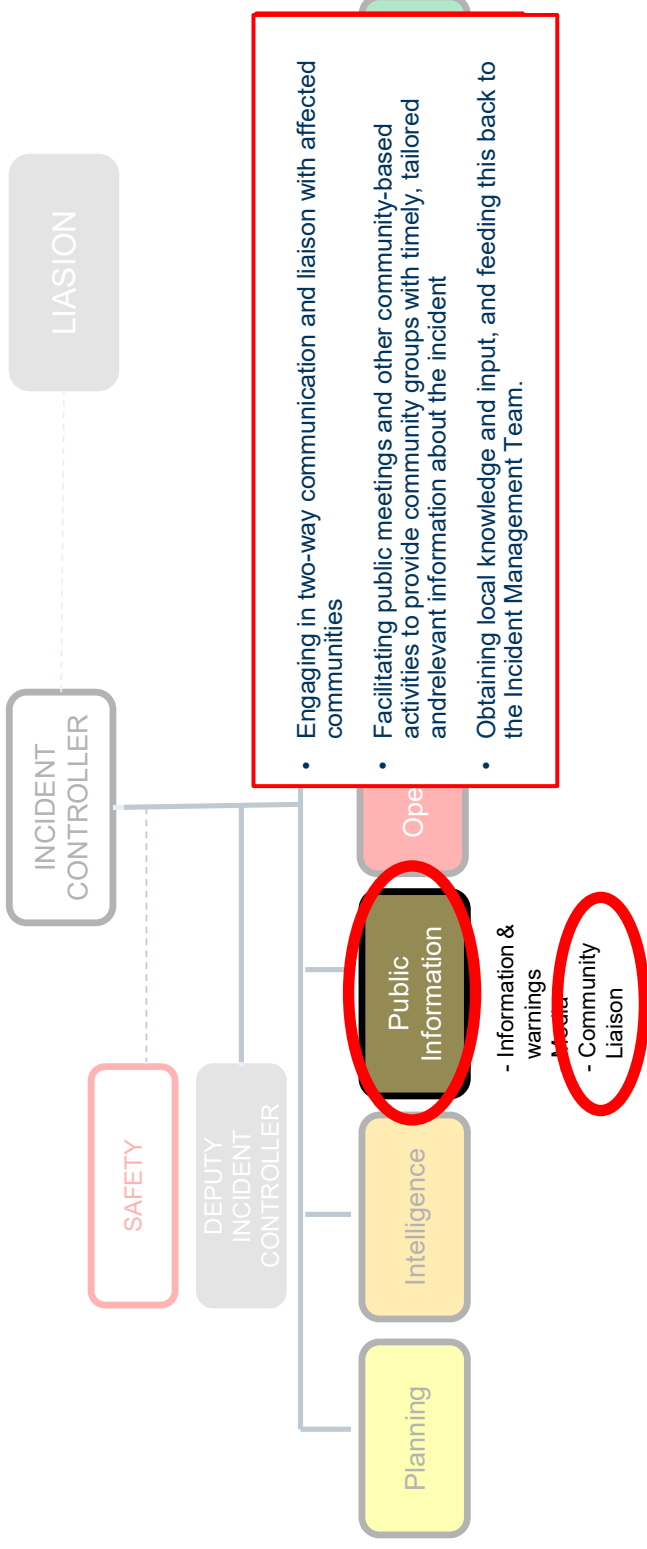 LIASION
INCIDENT
CONTROLLER
SAFETY
DEPUTY
INCIDENT
CONTROLLER
• Engaging in two-way communication and liaison with affected
communities
• Facilitating public meetings and other community-based
activities to provide community groups with timely, tailored
andrelevant information about the incident
• Obtaining local knowledge and input, and feeding this back to
the Incident Management Team.
Planning
Intelligence
Public
Information
Ope
- Information &
warnings
Media
- Community
Liaison